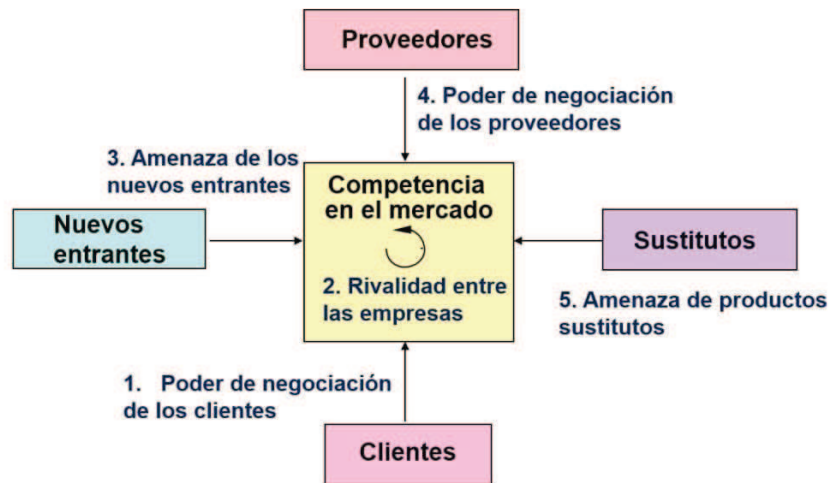 Proveedores
4. Poder de negociación
de los proveedores
3. Amenaza de los
nuevos entrantes
Competencia
en el mercado
Nuevos
entrantes
Sustitutos
2. Rivalidad entre
las empresas
5. Amenaza de productos
sustitutos
1. Poder de negociación
de los clientes
Clientes